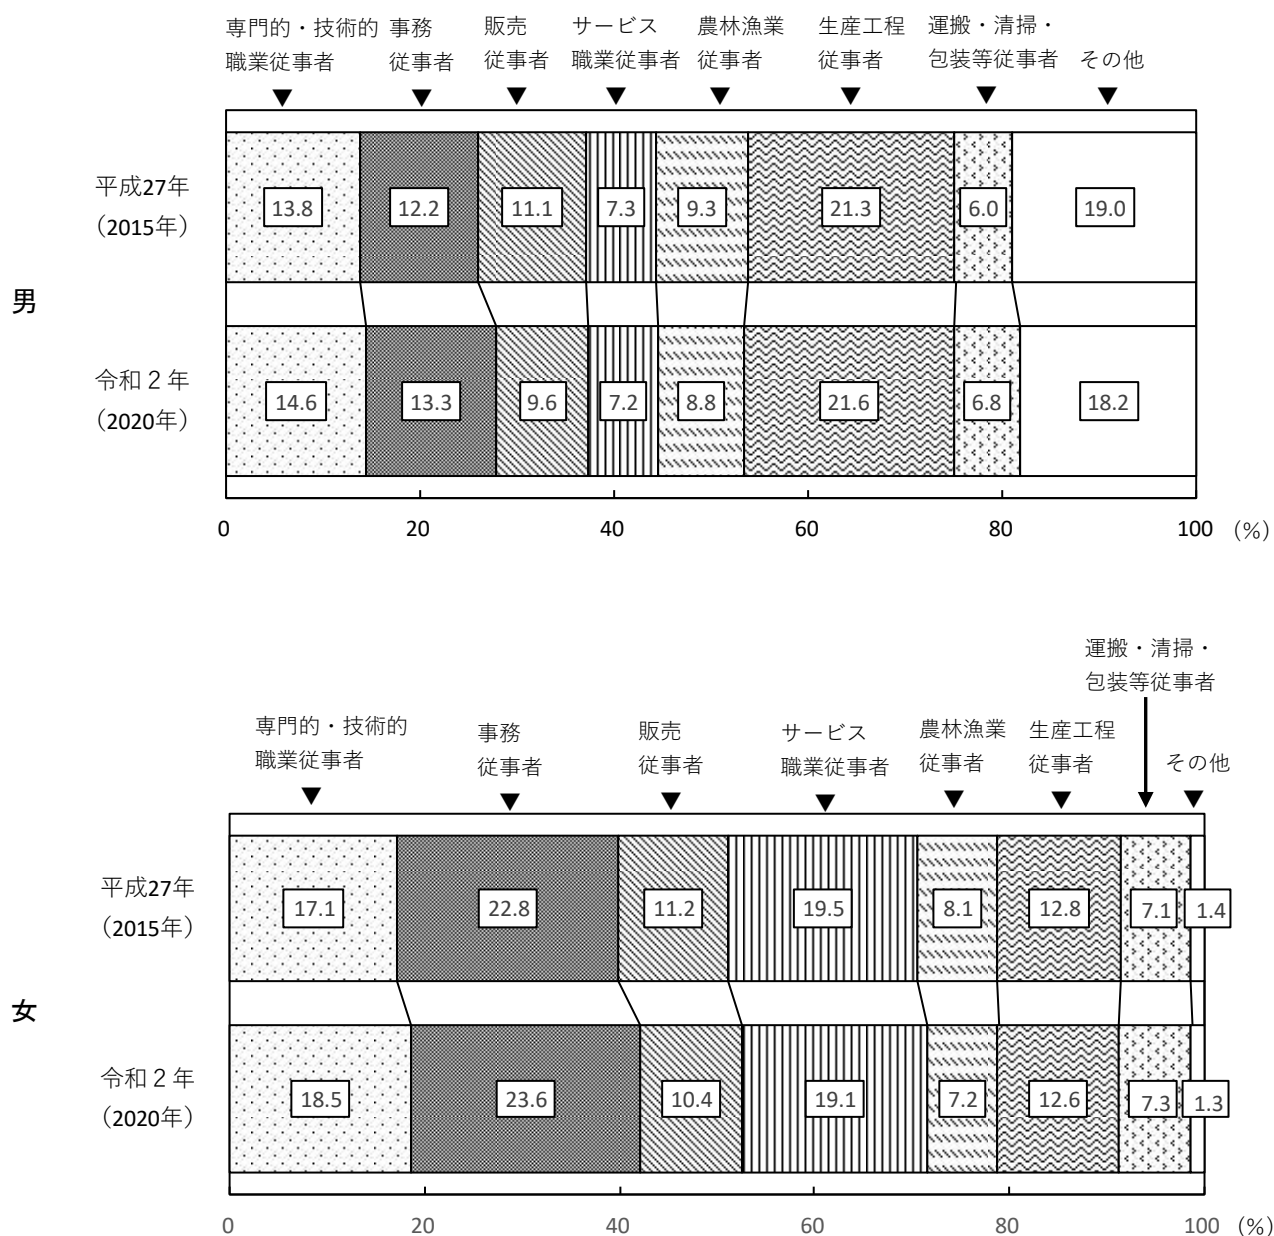 専門的・技術的
職業従事者
事務
従事者
販売
従事者
サービス
職業従事者
農林漁業
従事者
生産工程
従事者
運搬・清掃・
包装等従事者
その他
男
平成27年
（2015年）
13.8
12.2
11.1
7.3
9.3
21.3
6.0
19.0
令和２年
（2020年）
14.6
13.3
9.6
7.2
8.8
21.6
6.8
18.2
0
20
40
60
80
100
(%)
専門的・技術的
職業従事者
事務
従事者
販売
従事者
サービス
職業従事者
農林漁業
従事者
生産工程
従事者
運搬・清掃・
包装等従事者
その他
女
平成27年
（2015年）
17.1
22.8
11.2
19.5
8.1
12.8
7.1
1.4
令和２年
（2020年）
18.5
23.6
10.4
19.1
7.2
12.6
7.3
1.3
0
20
40
60
80
100
(%)